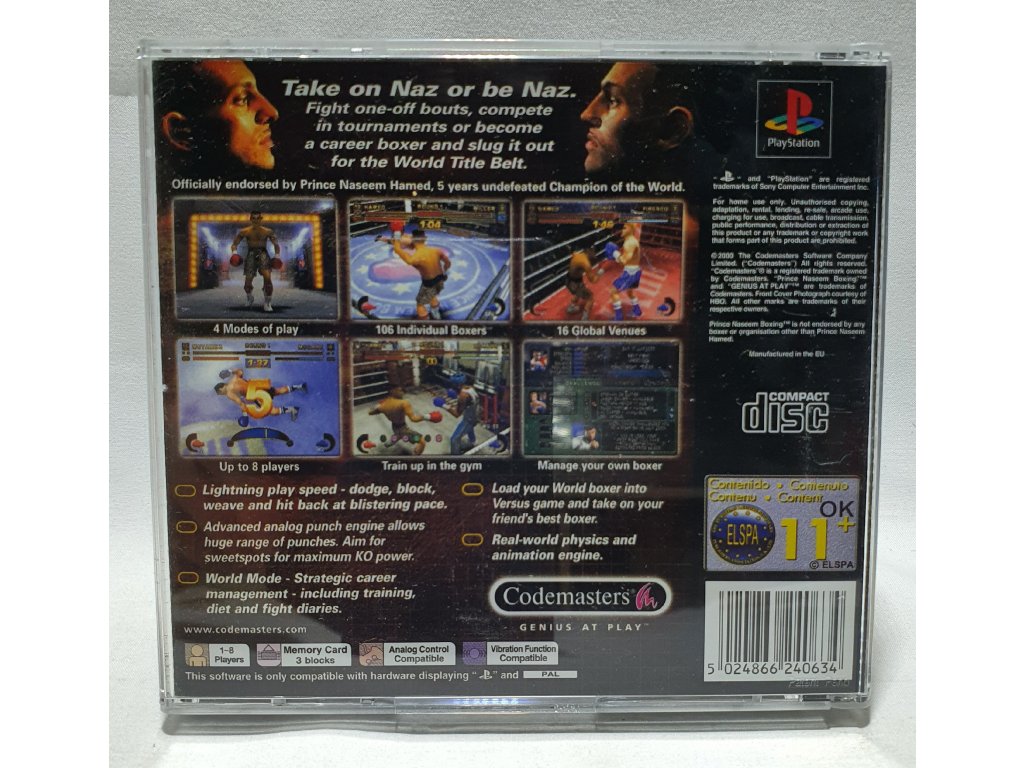 Take on Naz or be Naz.
Fight one-off bouts, compete
in tournaments or become
a career boxer and slug it out
for the World Title Belt.
Officially endorsed by Prince Naseem Hamed, 5 years undefeated Champion of the World.
4 Modes of play
106 Individual Boxers
16 Global Venues
1:04
1:46
1:27
5
Up to 8 players
Train up in the gym
Manage your own boxer
Lightning play speed - dodge, block,
weave and hit back at blistering pace.
Advanced analog punch engine allows
huge range of punches. Aim for
sweetspots for maximum KO power.
World Mode - Strategic career
management - including training,
diet and fight diaries.
Load your World boxer into
Versus game and take on your
friend's best boxer.
Real-world physics and
animation engine.
Codemasters®
GENIUS AT PLAY™
www.codemasters.com
1-8
Players
Memory Card
3 blocks
Analog Control
Compatible
Vibration Function
Compatible
This software is only compatible with hardware displaying " " and PAL
PlayStation
" " and "PlayStation" are registered
trademarks of Sony Computer Entertainment Inc.
For home use only. Unauthorised copying,
adaptation, rental, lending, re-sale, arcade use,
charging for use, broadcast, cable transmission,
public performance, distribution or extraction of
this product or any trademark or copyright work
that forms part of this product are prohibited.
©2000 The Codemasters Software Company
Limited. ("Codemasters") All rights reserved.
"Codemasters"® is a registered trademark owned
by Codemasters. "Prince Naseem Boxing"™
and "GENIUS AT PLAY"™ are trademarks of
Codemasters. Front Cover Photograph courtesy of
HBO. All other marks are trademarks of their
respective owners.
Prince Naseem Boxing™ is not endorsed by any
boxer or organisation other than Prince Naseem
Hamed.
Manufactured in the EU
COMPACT
disc
Contenido • Contenuto
Contenu • Content
OK
ELSPA
11+
© ELSPA
5 024866 240634